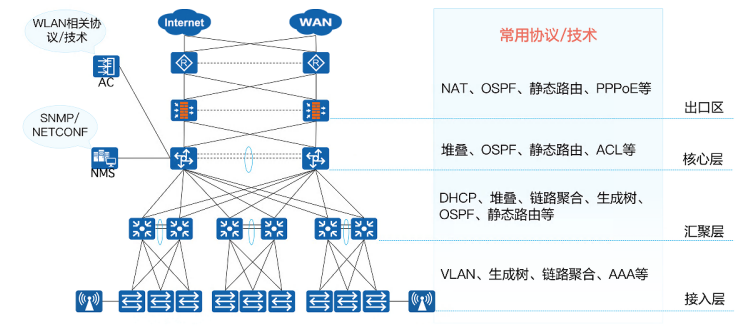 WLAN相关协
议/技术
AC
SNMP/
NETCONF
NMS
Internet
WAN
R
R
常用协议/技术
NAT、OSPF、静态路由、PPPoE等
出口区
堆叠、OSPF、静态路由、ACL等
核心层
DHCP、堆叠、链路聚合、生成树、
OSPF、静态路由等
汇聚层
VLAN、生成树、链路聚合、AAA等
接入层